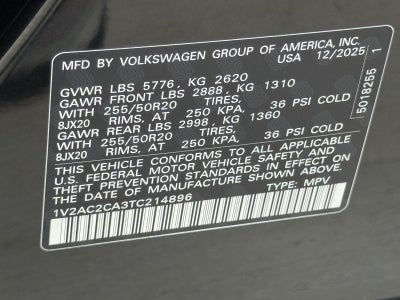 MFD. BY VOLKSWAGEN GROUP OF AMERICA, INC.
USA 12/2025
GVWR LBS 5776, KG 2620
GAWR FRONT LBS 2888, KG 1310
WITH 255/50R20 TIRES,
8JX20 RIMS, AT 250 KPA, 36 PSI COLD
GAWR REAR LBS 2998, KG 1360
WITH 255/50R20 TIRES,
8JX20 RIMS, AT 250 KPA, 36 PSI COLD
THIS VEHICLE CONFORMS TO ALL APPLICABLE
U.S. FEDERAL MOTOR VEHICLE SAFETY AND
THEFT PREVENTION STANDARDS IN EFFECT ON
THE DATE OF MANUFACTURE SHOWN ABOVE.
1V2AC2CA3TC214896 TYPE: MPV
5018255 1